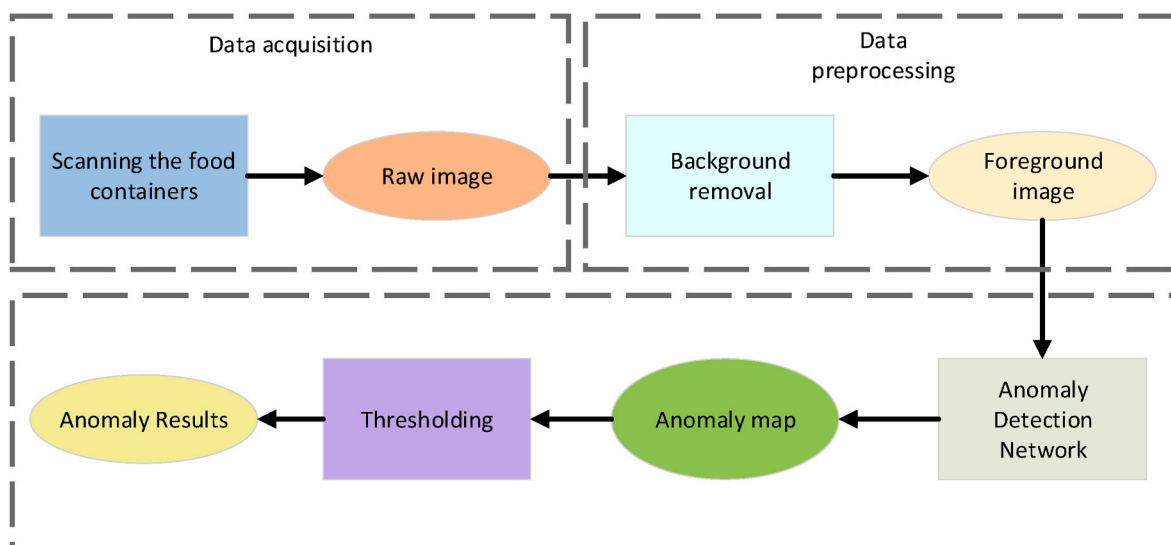 Data acquisition
Data
preprocessing
Scanning the food
containers
Raw image
Background
removal
Foreground
image
Anomaly Results
Thresholding
Anomaly map
Anomaly
Detection
Network